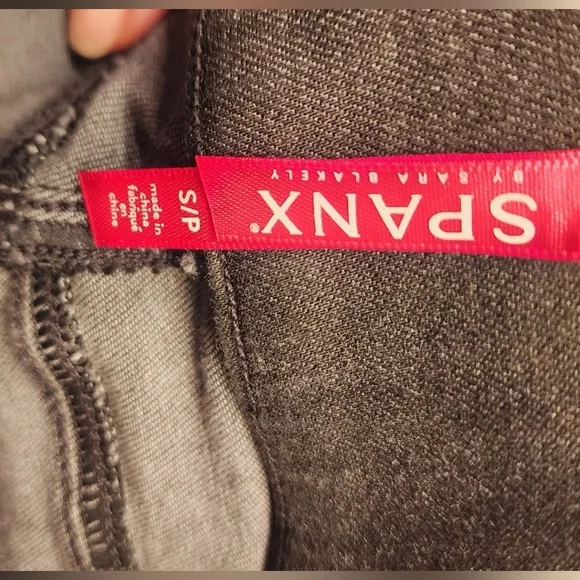 SPANX®
BY SARA BLAKELY
S/P
made in
china
fabriqué
en
chine